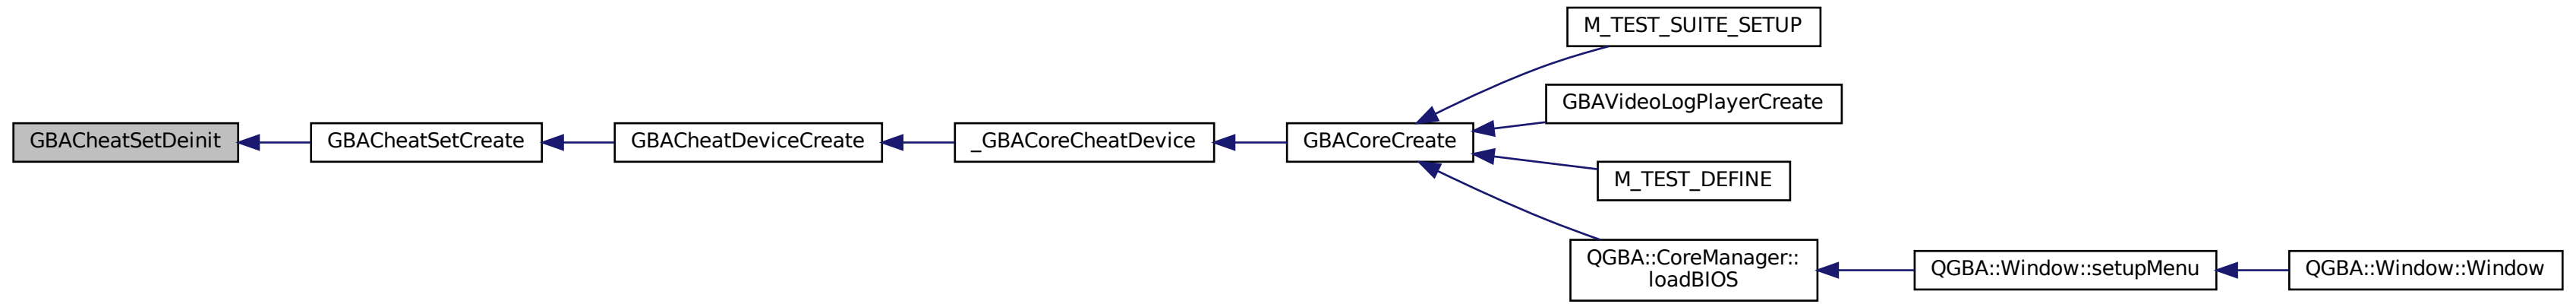 M_TEST_SUITE_SETUP
GBAVideoLogPlayerCreate
GBACheatSetDeinit
GBACheatSetCreate
GBACheatDeviceCreate
_GBACoreCheatDevice
GBACoreCreate
M_TEST_DEFINE
QGBA::CoreManager::
loadBIOS
QGBA::Window::setupMenu
QGBA::Window::Window